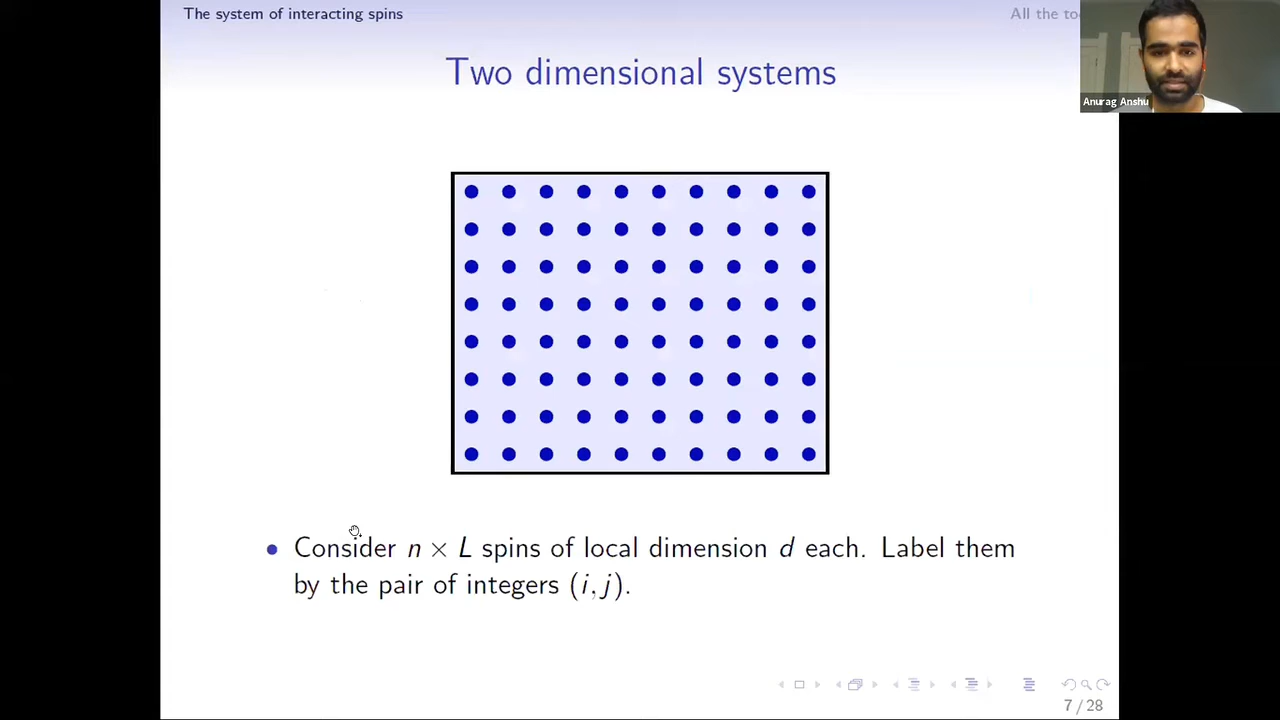 The system of interacting spins
All the
Two dimensional systems
Anurag Anshu
• Consider n × L spins of local dimension d each. Label them
by the pair of integers (i, j).
7 / 28